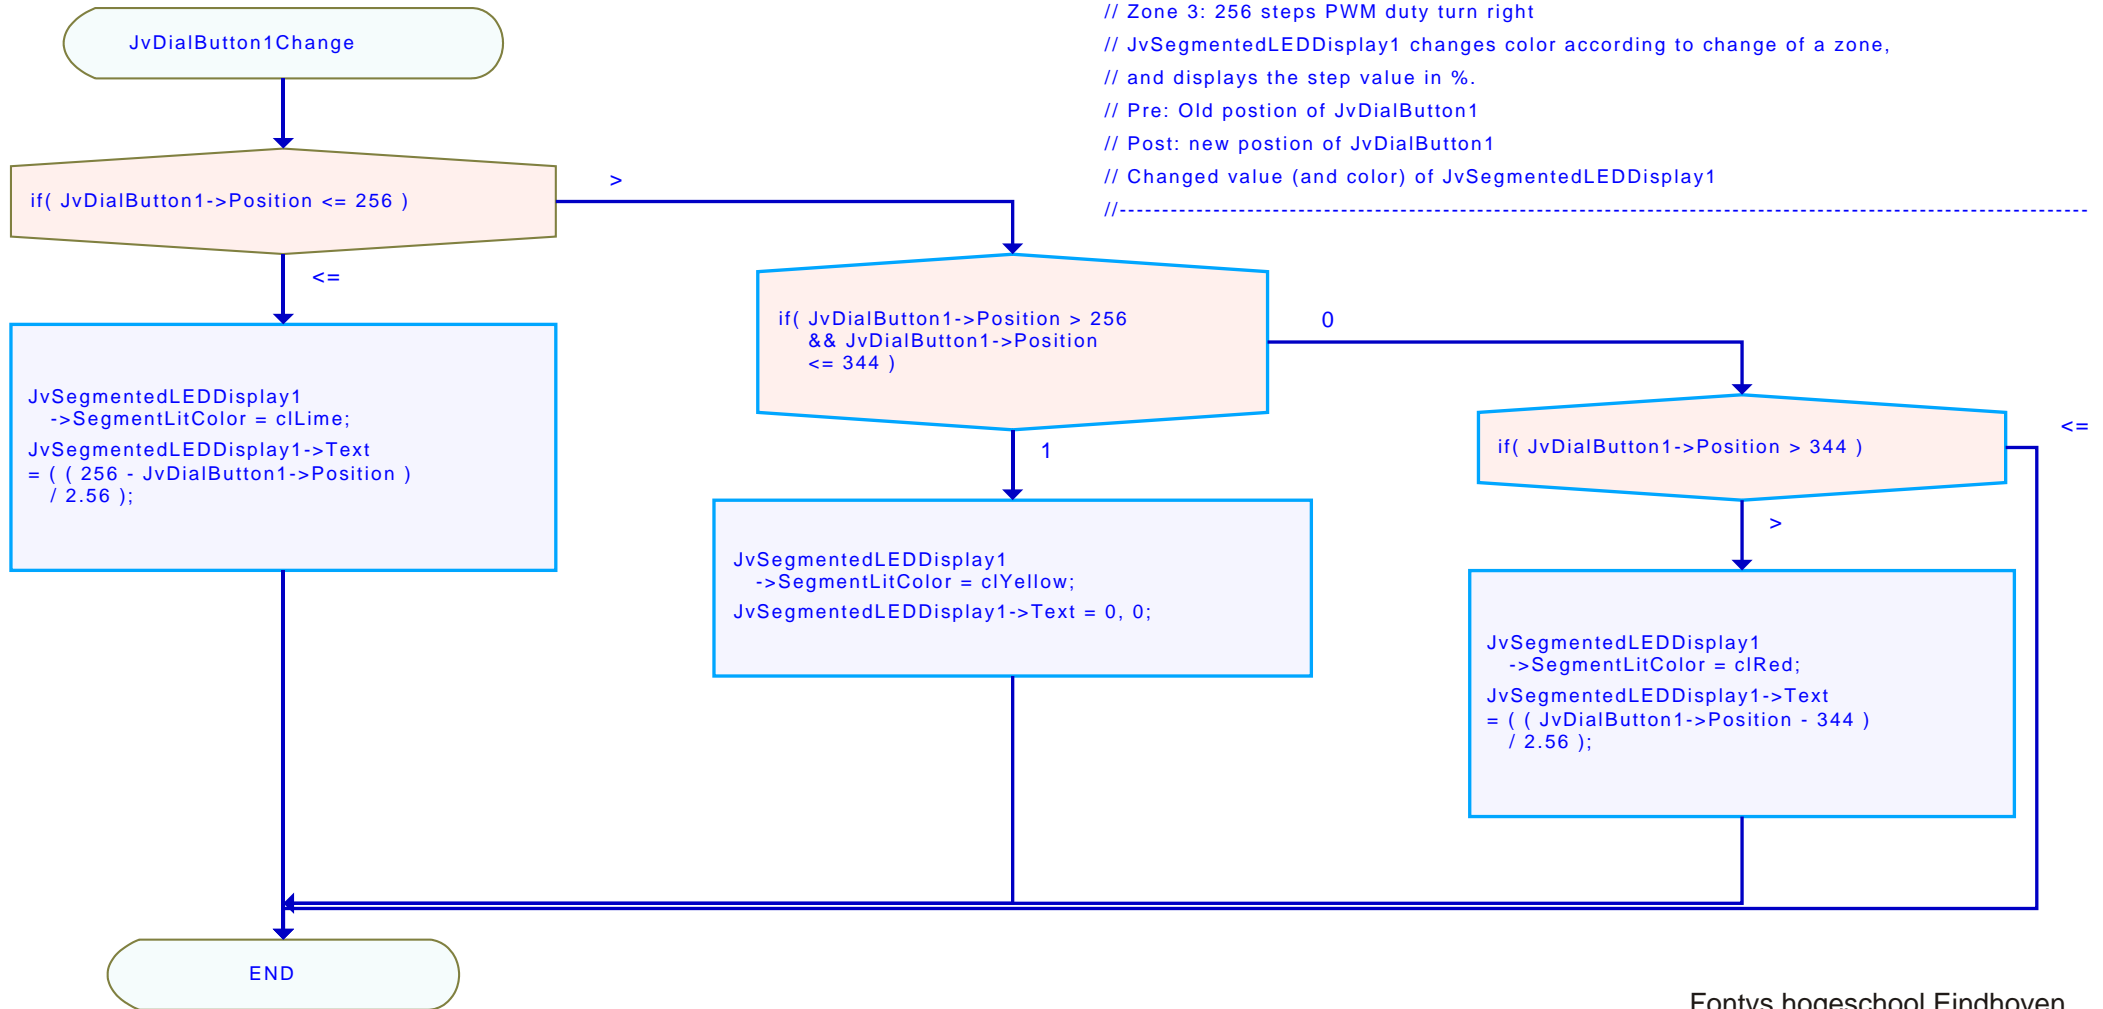 // Zone 3: 256 steps PWM duty turn right
// JvSegmentedLEDDisplay1 changes color according to change of a zone,
// and displays the step value in %.
// Pre: Old postion of JvDialButton1
// Post: new postion of JvDialButton1
// Changed value (and color) of JvSegmentedLEDDisplay1
//------------------------------------------------------------------------------------------------------------------
JvDialButton1Change
if( JvDialButton1->Position <= 256 )
>
<=
JvSegmentedLEDDisplay1
->SegmentLitColor = clLime;
JvSegmentedLEDDisplay1->Text
= ( ( 256 - JvDialButton1->Position )
/ 2.56 );
if( JvDialButton1->Position > 256
&& JvDialButton1->Position
<= 344 )
0
1
JvSegmentedLEDDisplay1
->SegmentLitColor = clYellow;
JvSegmentedLEDDisplay1->Text = 0, 0;
if( JvDialButton1->Position > 344 )
<=
>
JvSegmentedLEDDisplay1
->SegmentLitColor = clRed;
JvSegmentedLEDDisplay1->Text
= ( ( JvDialButton1->Position - 344 )
/ 2.56 );
END
Fontys hogeschool Eindhoven